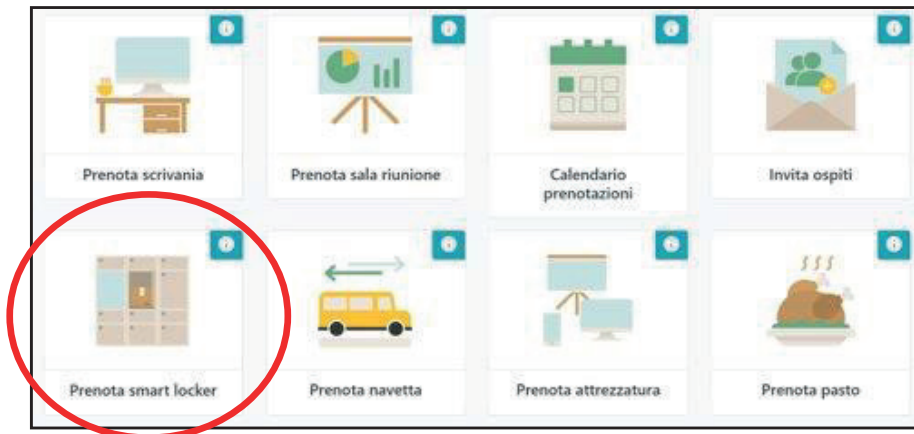 Prenota scrivania
Prenota sala riunione
Calendario
prenotazioni
Invita ospiti
Prenota smart locker
Prenota navetta
Prenota attrezzatura
Prenota pasto